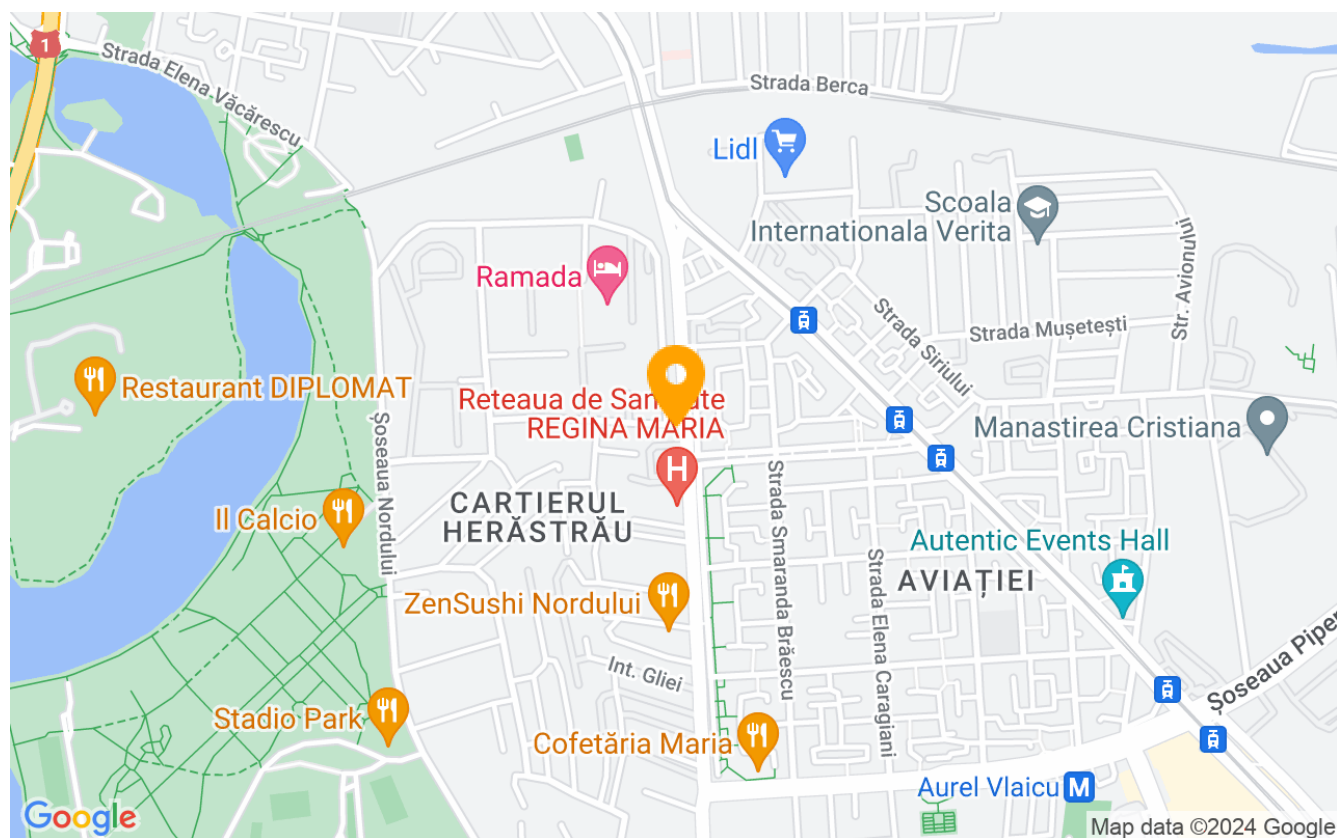 1
Strada Elena Văcărescu
Strada Berca
Lidl
Scoala
Internationala Verita
Str. Avionului
Ramada
Strada Mușetești
Strada Siriului
Restaurant DIPLOMAT
Reteaua de San
ate
REGINA MARIA
H
Manastirea Cristiana
Șoseaua Nordului
Il Calcio
CARTIERUL
HERĂSTRĂU
Strada Smaranda Brăescu
Autentic Events Hall
AVIAȚIEI
Strada Elena Caragiani
ZenSushi Nordului
Int. Gliei
Șoseaua Piper
Stadio Park
Cofetăria Maria
Aurel Vlaicu
M
Google
Map data ©2024 Google